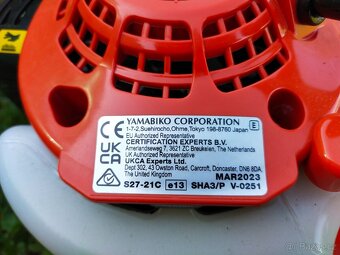 YAMABIKO CORPORATION
1-7-2,Suehirocho,Ohme,Tokyo 198-8760 Japan E
EU Authorized Representative
CERTIFICATION EXPERTS B.V.
Amerlandseweg 7, 3621 ZC Breukelen, The Netherlands
UK Authorized Representative
UKCA Experts Ltd.
Dept 302, 43 Owston Road, Carcroft, Doncaster, DN6 8DA,
The United Kingdom
MAR2023
S27-21C e13 SHA3/P V-0251
UK
CA